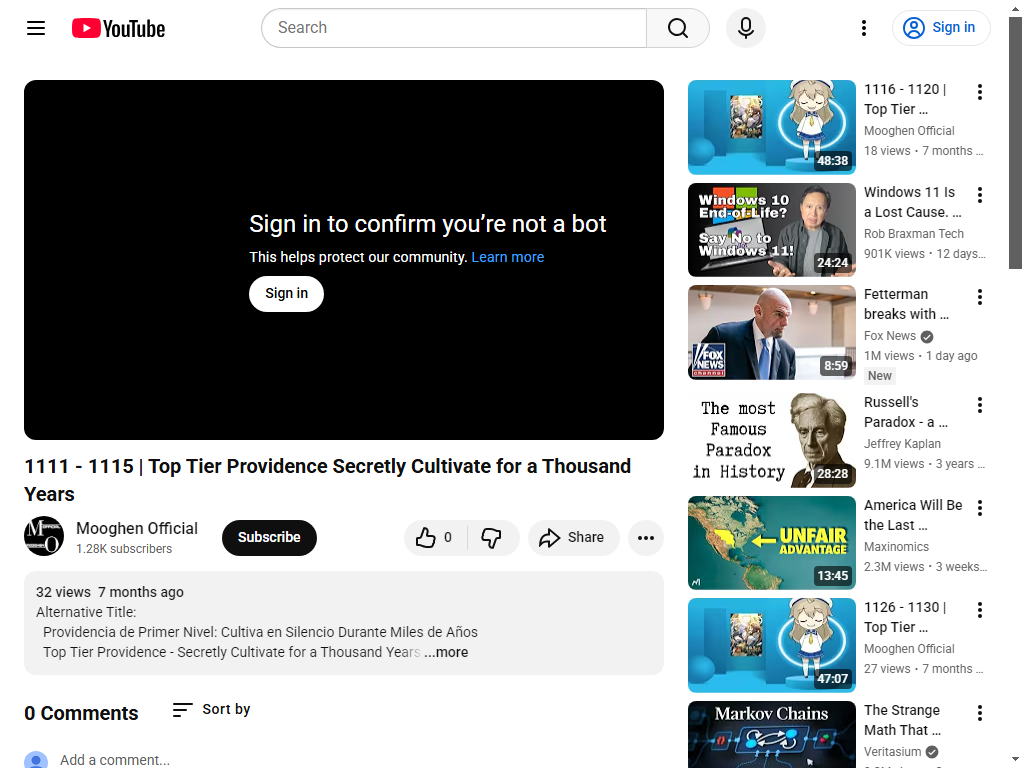 YouTube
Search
Sign in
Sign in to confirm you’re not a bot
This helps protect our community. Learn more
Sign in
1111 - 1115 | Top Tier Providence Secretly Cultivate for a Thousand
Years
Mooghen Official
1.28K subscribers
Subscribe
0
Share
32 views 7 months ago
Alternative Title:
Providencia de Primer Nivel: Cultiva en Silencio Durante Miles de Años
Top Tier Providence - Secretly Cultivate for a Thousand Years ...more
0 Comments
Sort by
Add a comment...
48:38
1116 - 1120 |
Top Tier ...
Mooghen Official
18 views • 7 months ...
Windows 10
End-of-Life?
Say No to
Windows 11!
24:24
Windows 11 Is
a Lost Cause. ...
Rob Braxman Tech
901K views • 12 days...
FOX
NEWS
channel
8:59
Fetterman
breaks with ...
Fox News
1M views • 1 day ago
New
The most
Famous
Paradox
in History
28:28
Russell's
Paradox - a ...
Jeffrey Kaplan
9.1M views • 3 years ...
UNFAIR
ADVANTAGE
13:45
America Will Be
the Last ...
Maxinomics
2.3M views • 3 weeks...
47:07
1126 - 1130 |
Top Tier ...
Mooghen Official
27 views • 7 months ...
Markov Chains
The Strange
Math That ...
Veritasium